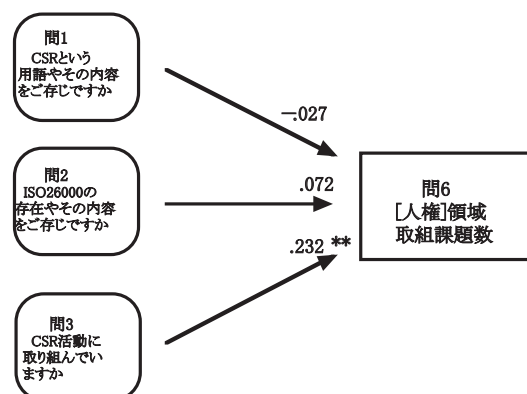 問1
CSRという
用語やその内容
をご存じですか
―.027
問2
ISO26000の
存在やその内容
をご存じですか
.072
問6
[人権]領域
取組課題数
.232 **
問3
CSR活動に
取り組んでい
ますか